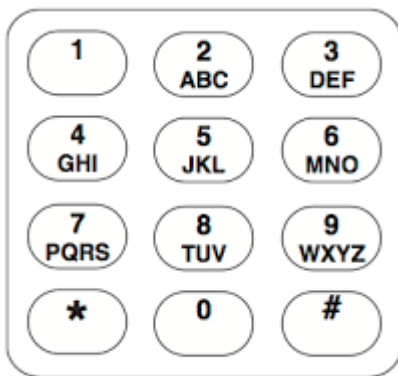 1 2 3
ABC DEF
4 5 6
GHI JKL MNO
7 8 9
PQRS TUV WXYZ
* 0 #